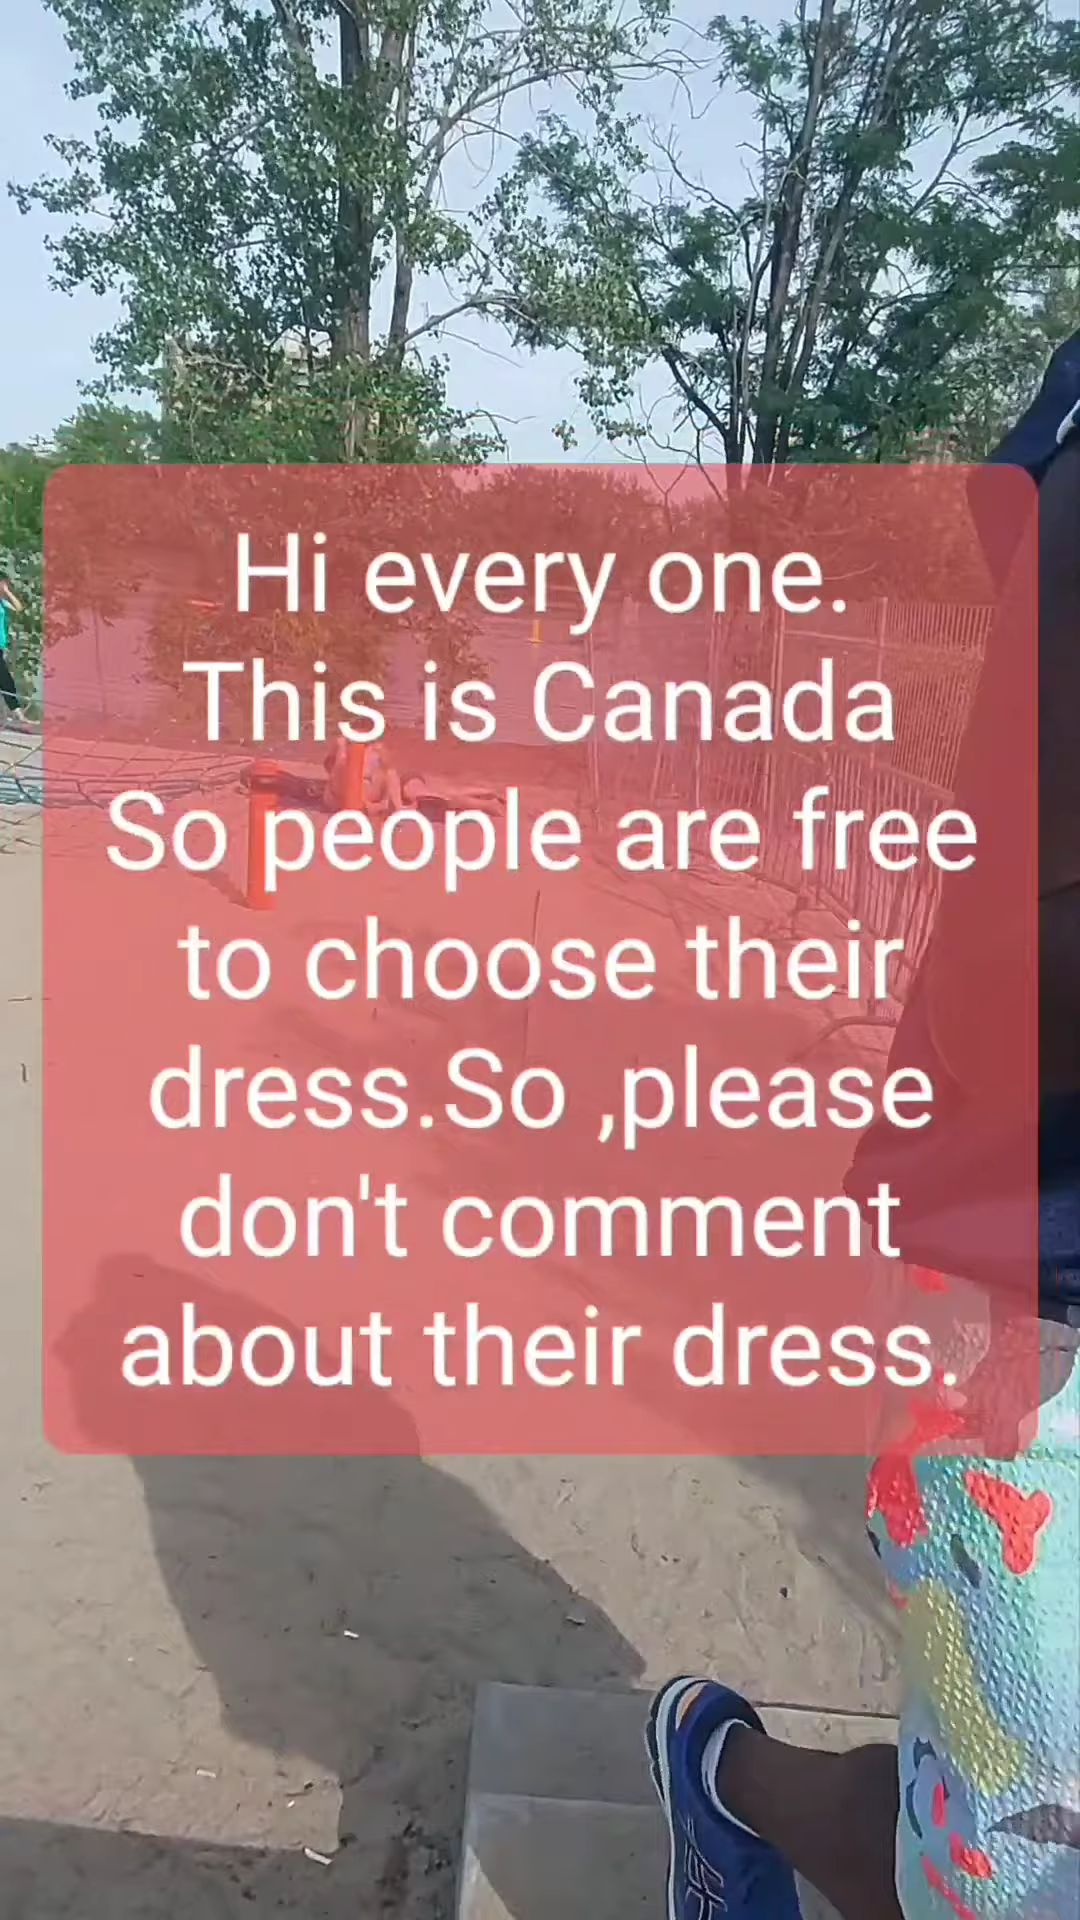 Hi every one.
This is Canada
So people are free
to choose their
dress.So ,please
don't comment
about their dress.